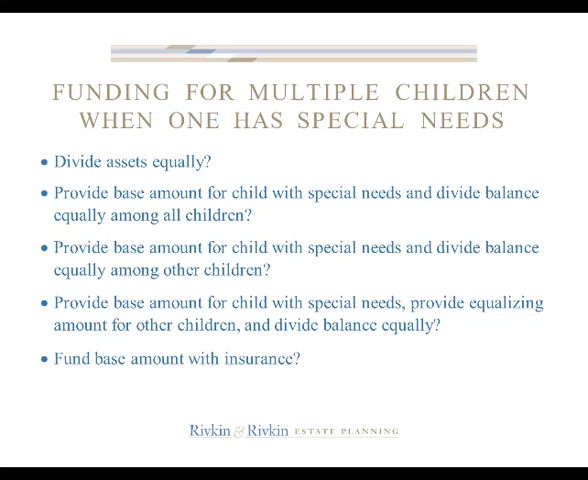 FUNDING FOR MULTIPLE CHILDREN
WHEN ONE HAS SPECIAL NEEDS
• Divide assets equally?
• Provide base amount for child with special needs and divide balance
equally among all children?
• Provide base amount for child with special needs and divide balance
equally among other children?
• Provide base amount for child with special needs, provide equalizing
amount for other children, and divide balance equally?
• Fund base amount with insurance?
Rivkin & Rivkin ESTATE PLANNING